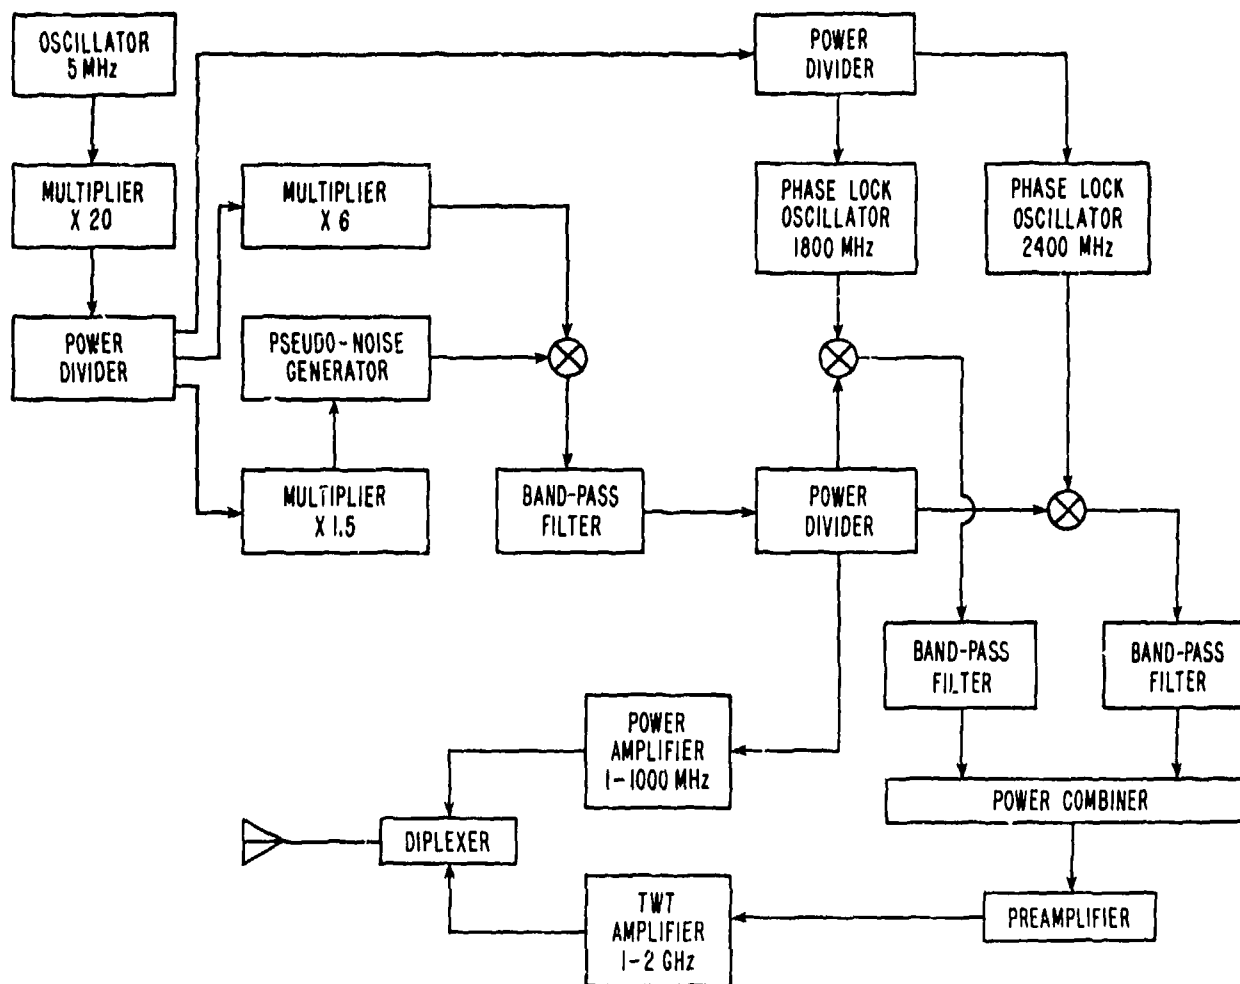 OSCILLATOR
5 MHz
POWER
DIVIDER
MULTIPLIER
X 20
MULTIPLIER
X 6
PHASE LOCK
OSCILLATOR
1800 MHz
PHASE LOCK
OSCILLATOR
2400 MHz
POWER
DIVIDER
PSEUDO-NOISE
GENERATOR
MULTIPLIER
X 1.5
BAND-PASS
FILTER
POWER
DIVIDER
BAND-PASS
FILTER
BAND-PASS
FILTER
POWER
AMPLIFIER
1-1000 MHz
POWER COMBINER
DIPLEXER
TWT
AMPLIFIER
1-2 GHz
PREAMPLIFIER